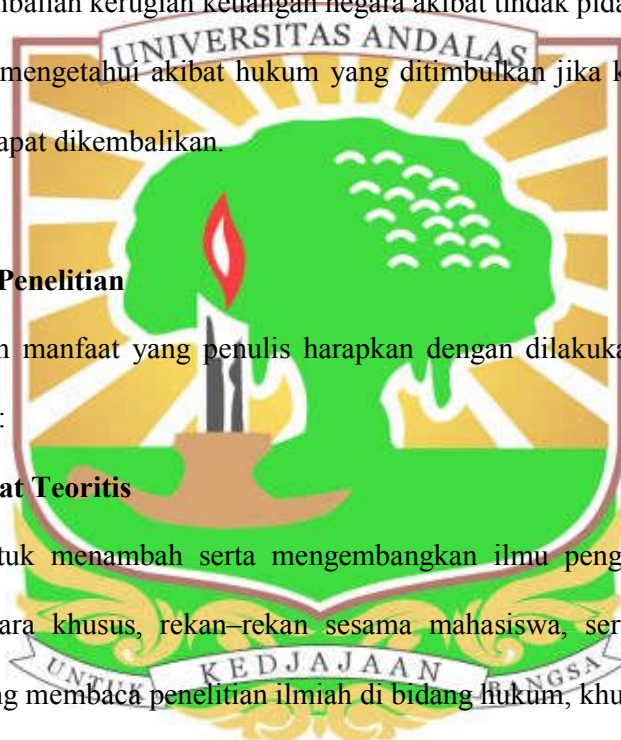 mbalian kerugian keuangan negara akibat tindak pida
UNIVERSITAS ANDALAS
mengetahui akibat hukum yang ditimbulkan jika k
apat dikembalikan.
Penelitian
n manfaat yang penulis harapkan dengan dilakuka
:
at Teoritis
tuk menambah serta mengembangkan ilmu peng
ara khusus, rekan–rekan sesama mahasiswa, ser
UNTUK KEDJAJAAN BANGSA
ng membaca penelitian ilmiah di bidang hukum, khu